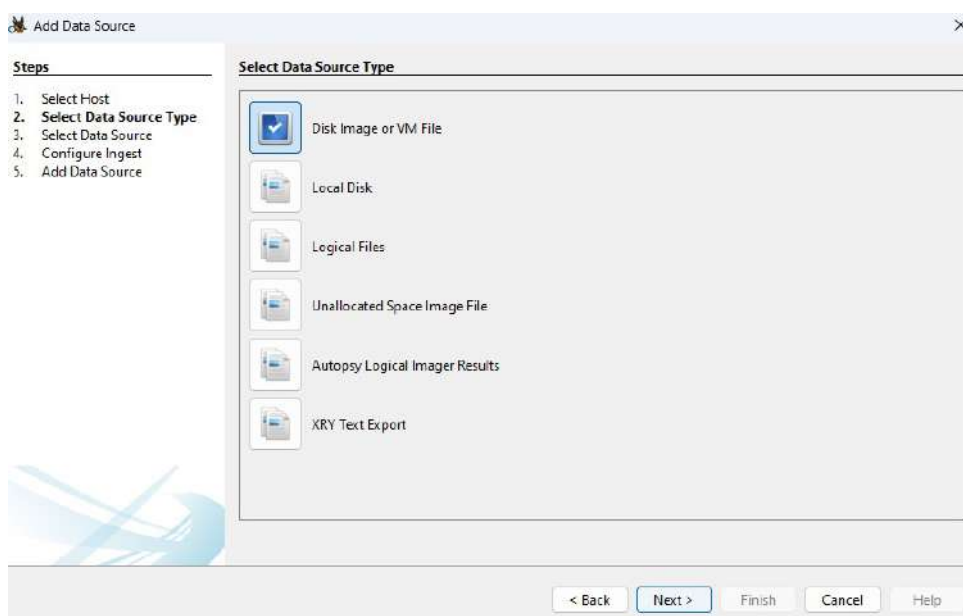 Add Data Source
Steps
1. Select Host
2. Select Data Source Type
3. Select Data Source
4. Configure Ingest
5. Add Data Source
Select Data Source Type
Disk Image or VM File
Local Disk
Logical Files
Unallocated Space Image File
Autopsy Logical Imager Results
XRY Text Export
< Back Next > Finish Cancel Help